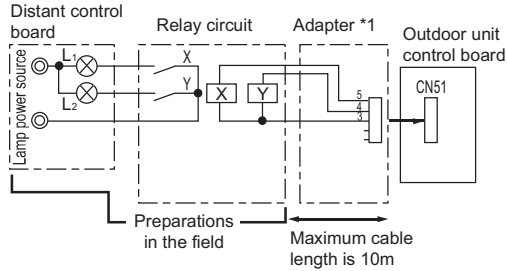 Distant control
board
Relay circuit
Adapter *1
Outdoor unit
control board
Lamp power source
L1
L2
X
Y
X
Y
5
4
3
CN51
Preparations
in the field
Maximum cable
length is 10m